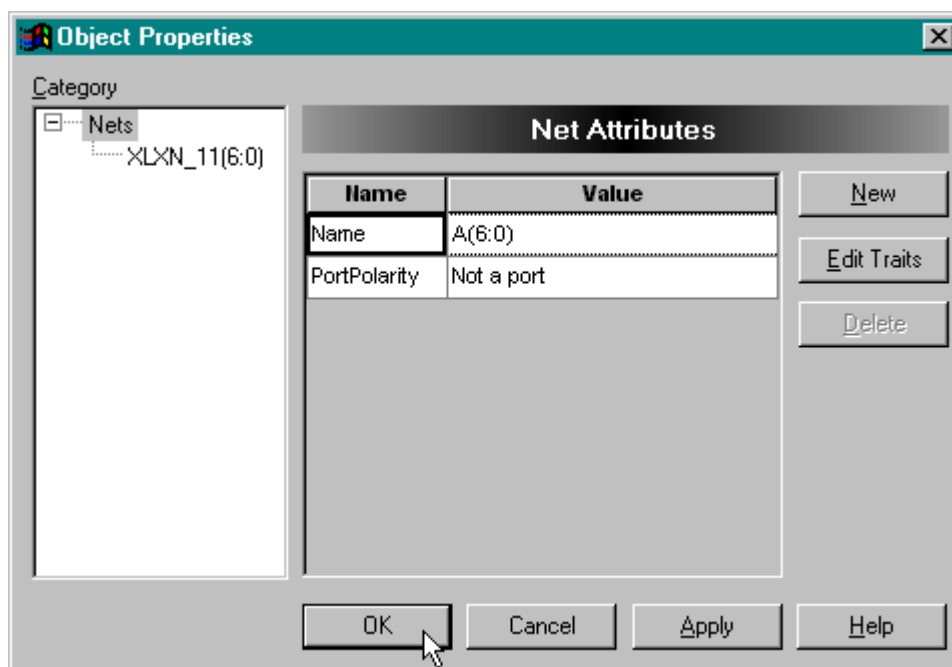 Object Properties
Category
Nets
XLXN_11(6:0)
Net Attributes
Name Value
Name A(6:0)
PortPolarity Not a port
New
Edit Traits
Delete
OK Cancel Apply Help